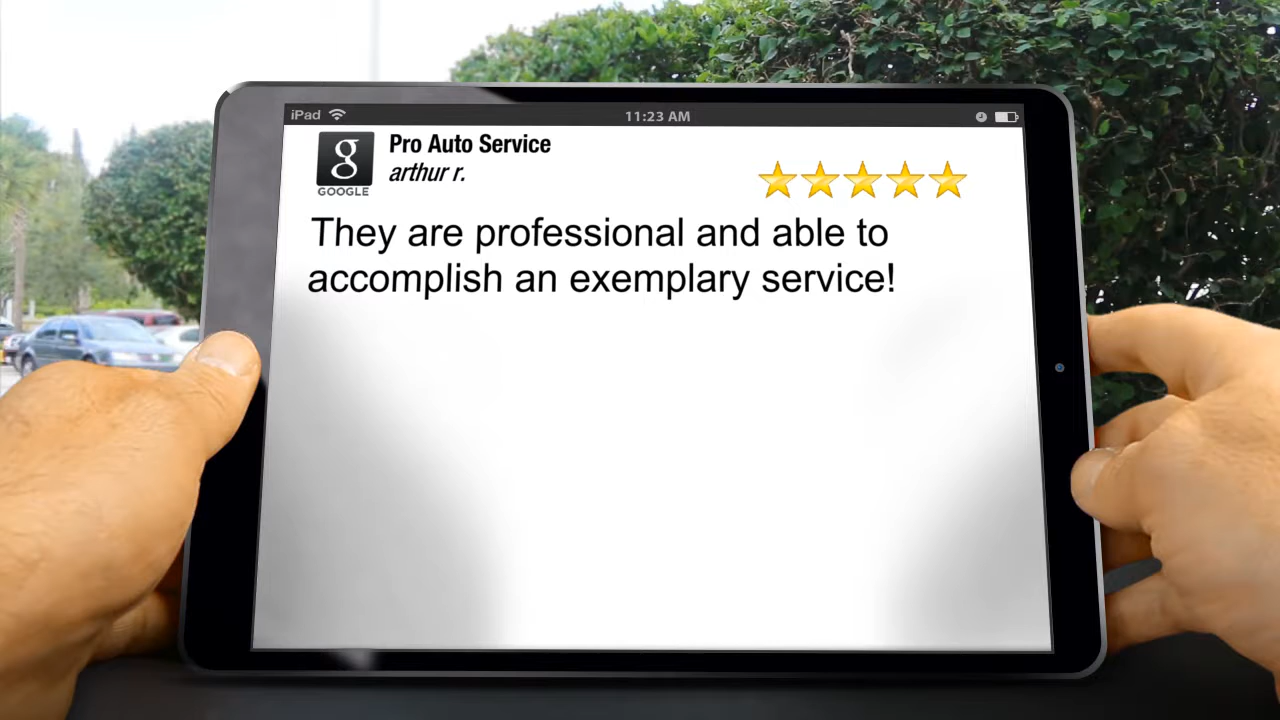 iPad 11:23 AM
g
GOOGLE
Pro Auto Service
arthur r.
They are professional and able to
accomplish an exemplary service!